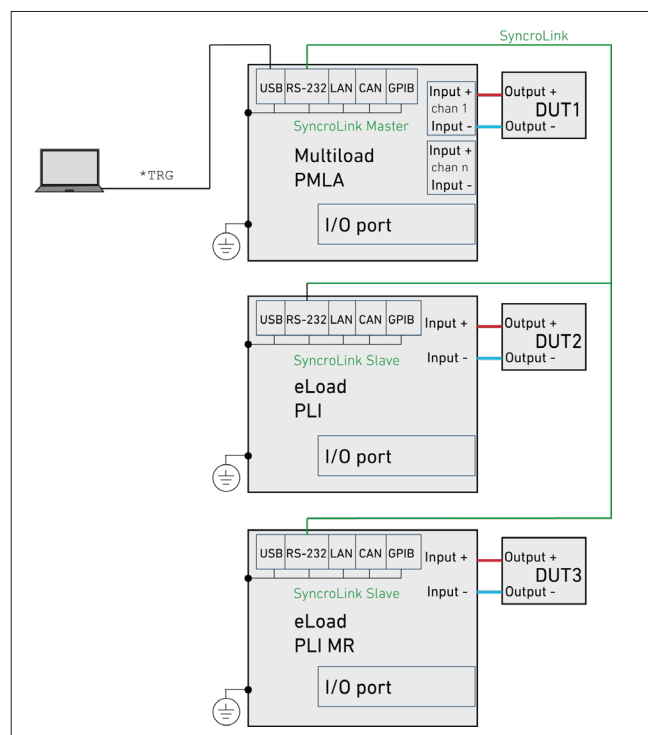 SyncroLink
USB RS-232 LAN CAN GPIB
SyncroLink Master
Multiload
PMLA
I/O port
Input +
chan 1
Input -
Input +
chan n
Input -
Output +
DUT1
Output -
*TRG
USB RS-232 LAN CAN GPIB
SyncroLink Slave
eLoad
PLI
I/O port
Input +
Input -
Output +
DUT2
Output -
USB RS-232 LAN CAN GPIB
SyncroLink Slave
eLoad
PLI MR
I/O port
Input +
Input -
Output +
DUT3
Output -